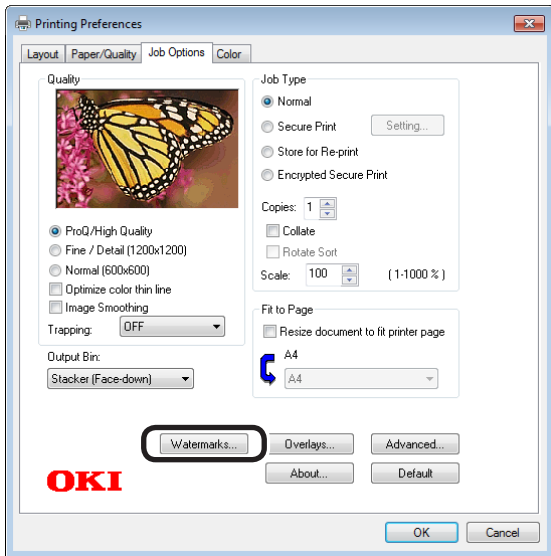 Printing Preferences
Layout Paper/Quality Job Options Color
Quality
ProQ/High Quality
Fine / Detail (1200x1200)
Normal (600x600)
Optimize color thin line
Image Smoothing
Trapping: OFF
Output Bin:
Stacker (Face-down)
Job Type
Normal
Secure Print Setting...
Store for Re-print
Encrypted Secure Print
Copies: 1
Collate
Rotate Sort
Scale: 100 (1-1000 %)
Fit to Page
Resize document to fit printer page
A4
A4
Watermarks... Overlays... Advanced...
About... Default
OKI
OK Cancel